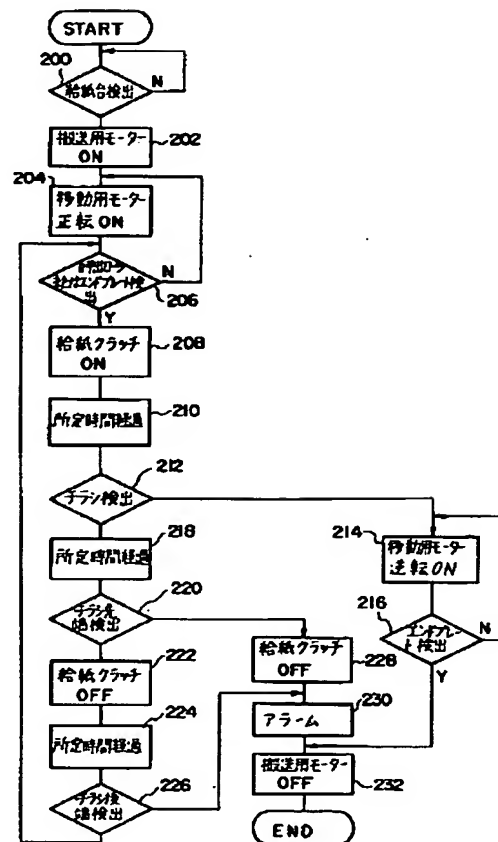 START
200
N
給紙台検出
搬送用モーター
ON
202
204
移動用モーター
正転 ON
N
206
Y
給紙クラッチ
ON
208
所定時間経過
210
チラシ検出
212
所定時間経過
218
214
移動用モーター
逆転 ON
チラシ先
端検出
220
216
エンドプレー
ト検出
N
Y
給紙クラッチ
OFF
228
給紙クラッチ
OFF
222
アラーム
230
所定時間経過
224
搬送用モーター
OFF
232
チラシ後
端検出
226
END